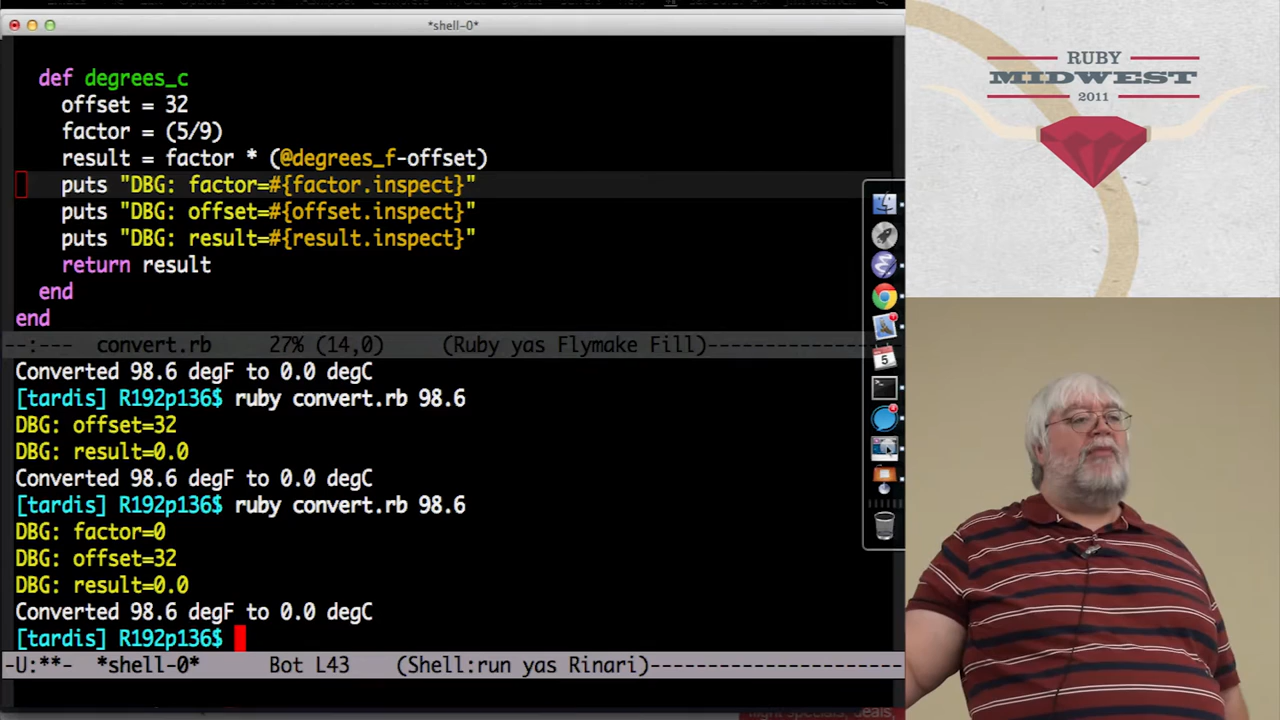 *shell-0*
def degrees_c
offset = 32
factor = (5/9)
result = factor * (@degrees_f-offset)
puts "DBG: factor=#{factor.inspect}"
puts "DBG: offset=#{offset.inspect}"
puts "DBG: result=#{result.inspect}"
return result
end
end
--:--- convert.rb 27% (14,0) (Ruby yas Flymake Fill)---------------
Converted 98.6 degF to 0.0 degC
[tardis] R192p136$ ruby convert.rb 98.6
DBG: offset=32
DBG: result=0.0
Converted 98.6 degF to 0.0 degC
[tardis] R192p136$ ruby convert.rb 98.6
DBG: factor=0
DBG: offset=32
DBG: result=0.0
Converted 98.6 degF to 0.0 degC
[tardis] R192p136$
-U:**- *shell-0* Bot L43 (Shell:run yas Rinari)--------------------
RUBY
MIDWEST
2011
5